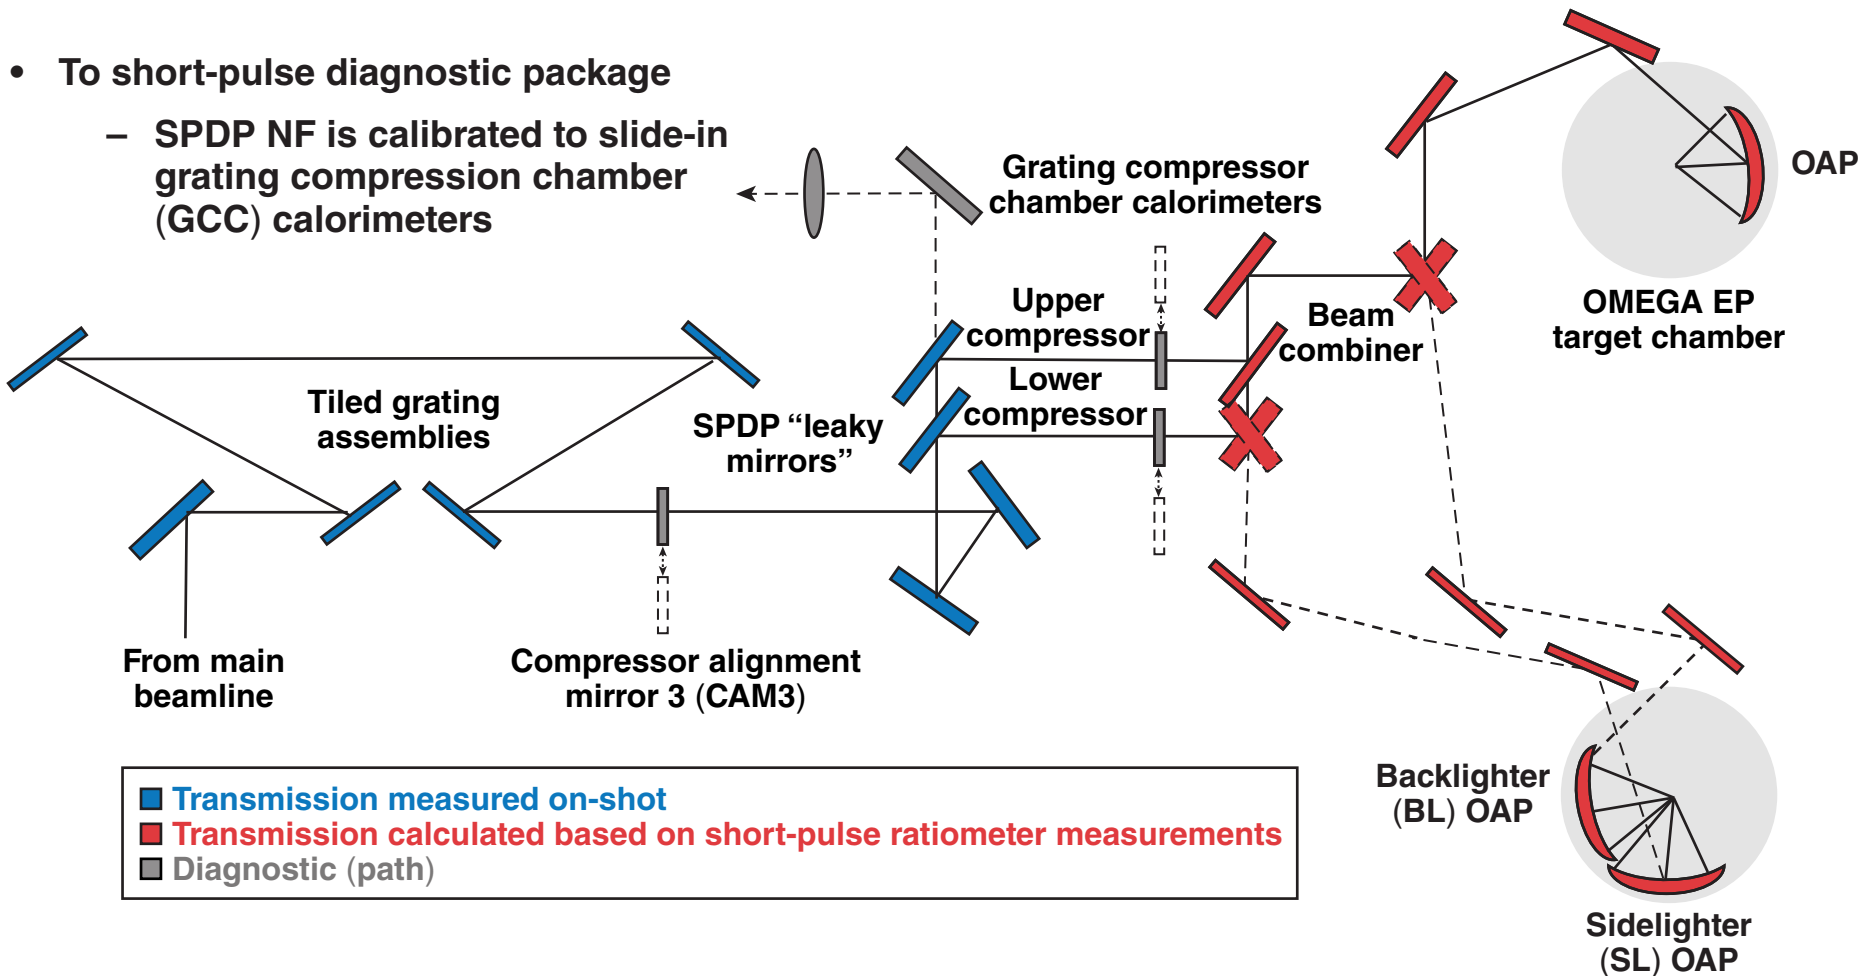 • To short-pulse diagnostic package
– SPDP NF is calibrated to slide-in
grating compression chamber
(GCC) calorimeters
Grating compressor
chamber calorimeters
OAP
OMEGA EP
target chamber
Upper
compressor
Beam
combiner
Lower
compressor
Tiled grating
assemblies
SPDP “leaky
mirrors”
From main
beamline
Compressor alignment
mirror 3 (CAM3)
Transmission measured on-shot
Transmission calculated based on short-pulse ratiometer measurements
Diagnostic (path)
Backlighter
(BL) OAP
Sidelighter
(SL) OAP